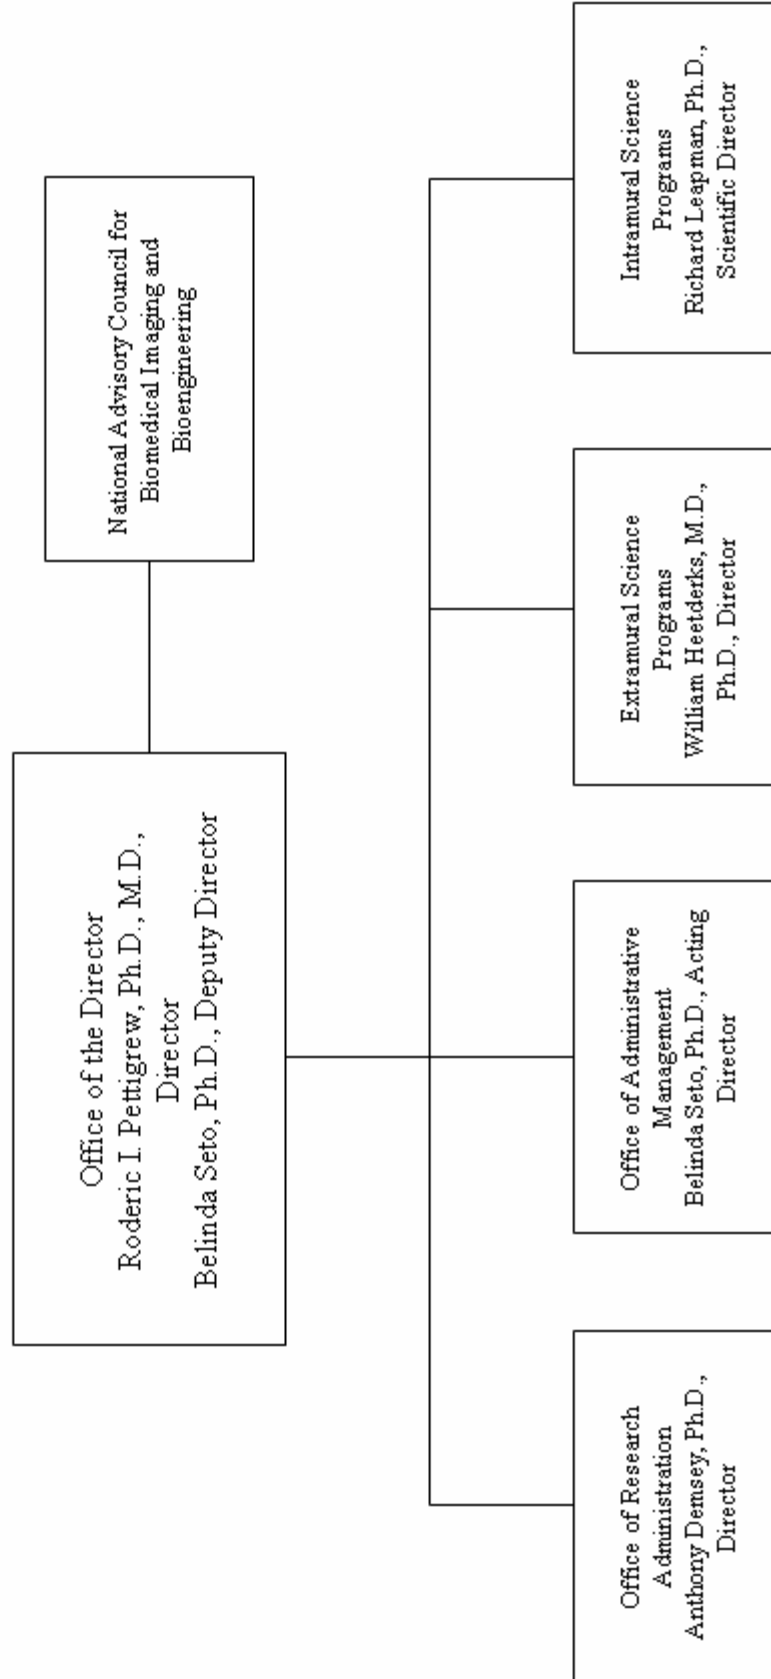 Office of the Director
Roderic I. Pettigrew, Ph.D., M.D.,
Director
Belinda Seto, Ph.D., Deputy Director
National Advisory Council for
Biomedical Imaging and
Bioengineering
Office of Research
Administration
Anthony Demsey, Ph.D.,
Director
Office of Administrative
Management
Belinda Seto, Ph.D., Acting
Director
Extramural Science
Programs
William Heetderks, M.D.,
Ph.D., Director
Intramural Science
Programs
Richard Leapman, Ph.D.,
Scientific Director